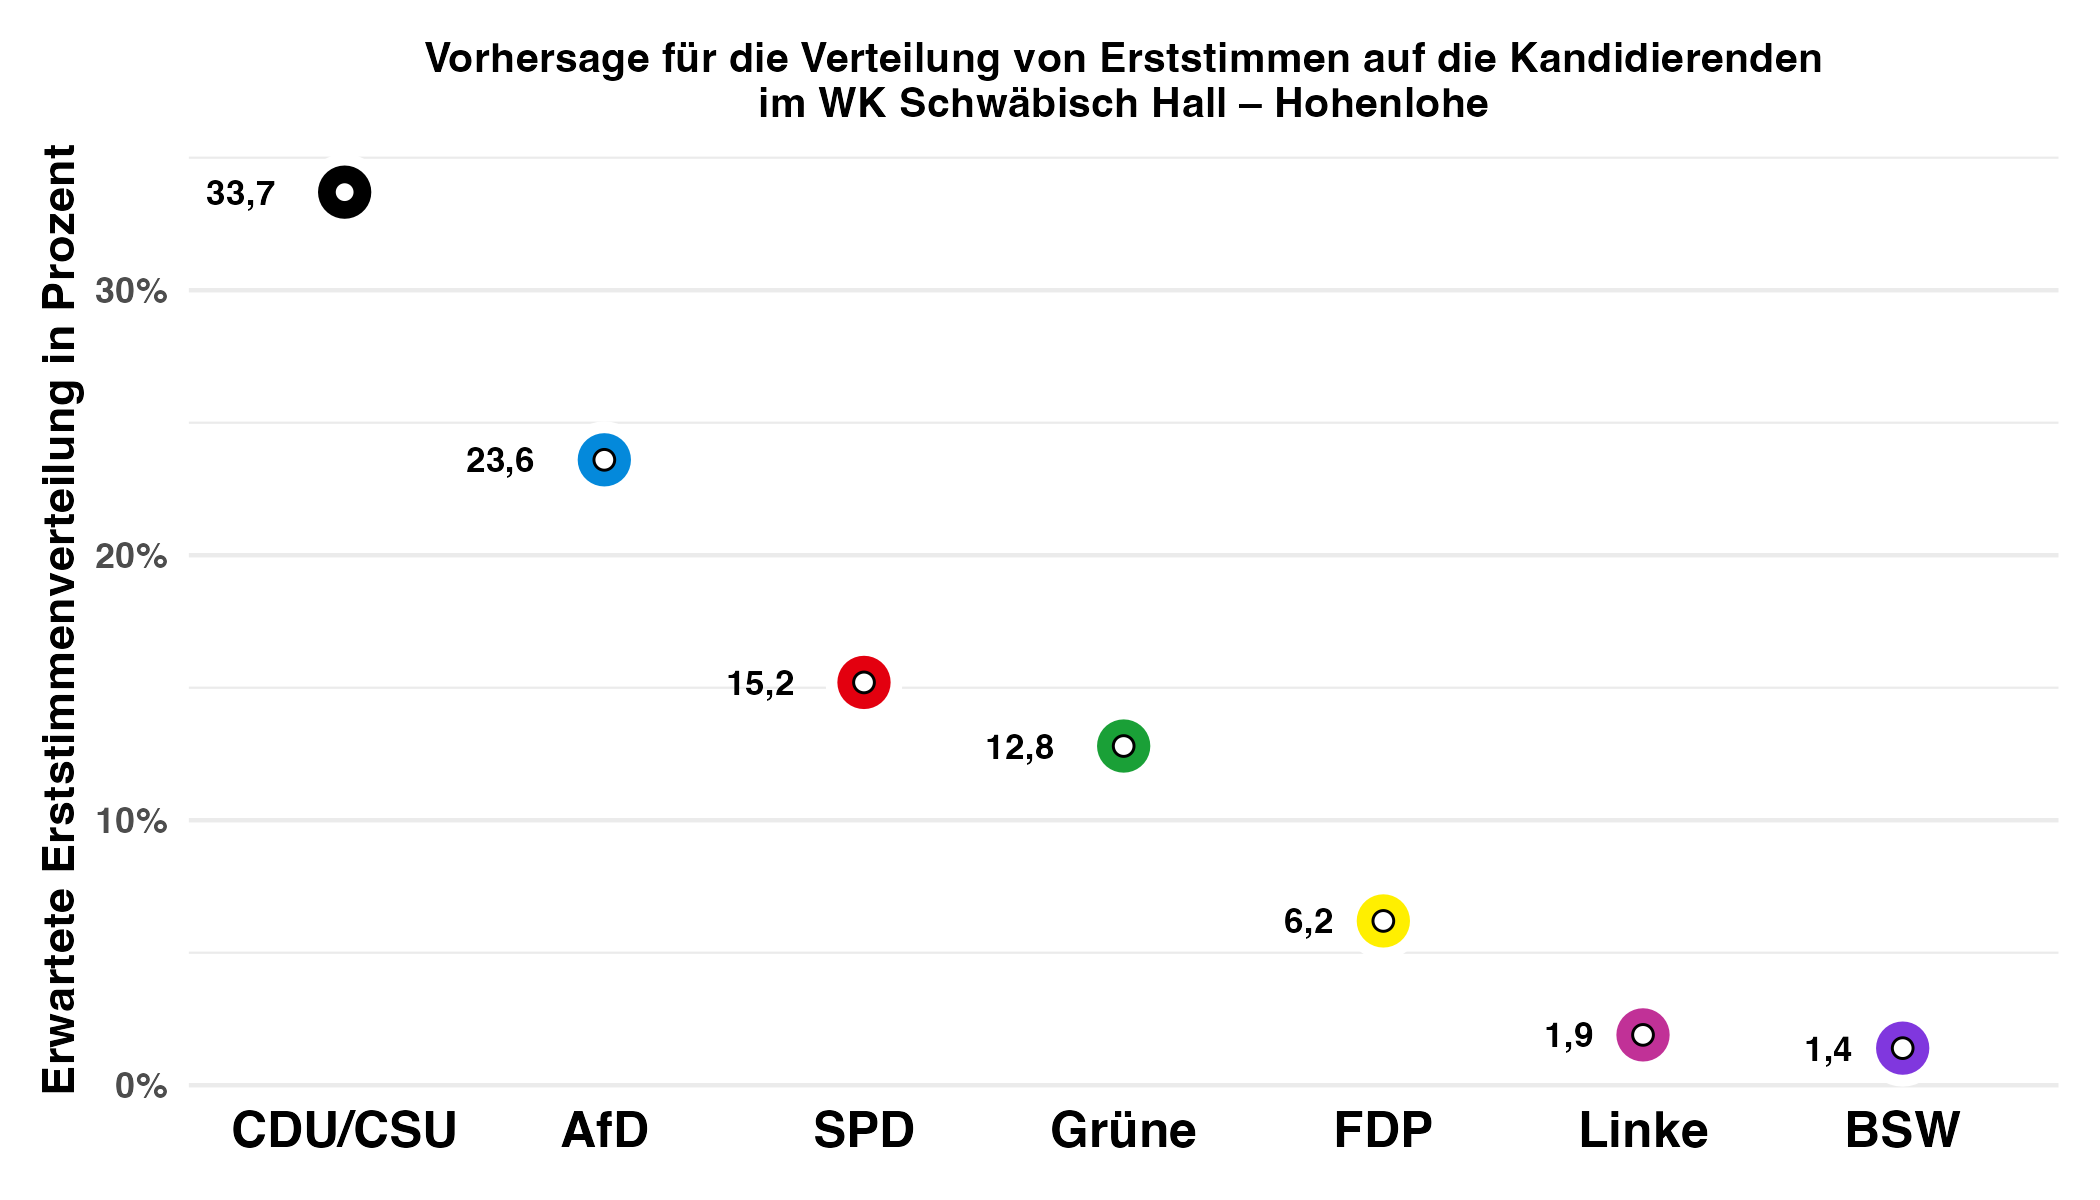 Vorhersage für die Verteilung von Erststimmen auf die Kandidierenden
im WK Schwäbisch Hall – Hohenlohe
Erwartete Erststimmenverteilung in Prozent
33,7
30%
23,6
20%
15,2
12,8
10%
6,2
1,9
1,4
0%
CDU/CSU AfD SPD Grüne FDP Linke BSW